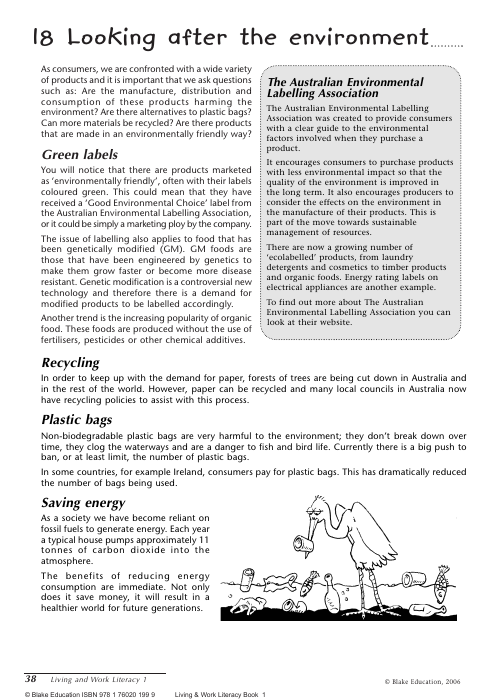 18 Looking after the environment
As consumers, we are confronted with a wide variety
of products and it is important that we ask questions
such as: Are the manufacture, distribution and
consumption of these products harming the
environment? Are there alternatives to plastic bags?
Can more materials be recycled? Are there products
that are made in an environmentally friendly way?
Green labels
You will notice that there are products marketed
as ‘environmentally friendly’, often with their labels
coloured green. This could mean that they have
received a ‘Good Environmental Choice’ label from
the Australian Environmental Labelling Association,
or it could be simply a marketing ploy by the company.
The issue of labelling also applies to food that has
been genetically modified (GM). GM foods are
those that have been engineered by genetics to
make them grow faster or become more disease
resistant. Genetic modification is a controversial new
technology and therefore there is a demand for
modified products to be labelled accordingly.
Another trend is the increasing popularity of organic
food. These foods are produced without the use of
fertilisers, pesticides or other chemical additives.
The Australian Environmental
Labelling Association
The Australian Environmental Labelling
Association was created to provide consumers
with a clear guide to the environmental
factors involved when they purchase a
product.
It encourages consumers to purchase products
with less environmental impact so that the
quality of the environment is improved in
the long term. It also encourages producers to
consider the effects on the environment in
the manufacture of their products. This is
part of the move towards sustainable
management of resources.
There are now a growing number of
‘ecolabelled’ products, from laundry
detergents and cosmetics to timber products
and organic foods. Energy rating labels on
electrical appliances are another example.
To find out more about The Australian
Environmental Labelling Association you can
look at their website.
Recycling
In order to keep up with the demand for paper, forests of trees are being cut down in Australia and
in the rest of the world. However, paper can be recycled and many local councils in Australia now
have recycling policies to assist with this process.
Plastic bags
Non-biodegradable plastic bags are very harmful to the environment; they don’t break down over
time, they clog the waterways and are a danger to fish and bird life. Currently there is a big push to
ban, or at least limit, the number of plastic bags.
In some countries, for example Ireland, consumers pay for plastic bags. This has dramatically reduced
the number of bags being used.
Saving energy
As a society we have become reliant on
fossil fuels to generate energy. Each year
a typical house pumps approximately 11
tonnes of carbon dioxide into the
atmosphere.
The benefits of reducing energy
consumption are immediate. Not only
does it save money, it will result in a
healthier world for future generations.
38 Living and Work Literacy 1
© Blake Education, 2006
© Blake Education ISBN 978 1 76020 199 9 Living & Work Literacy Book 1